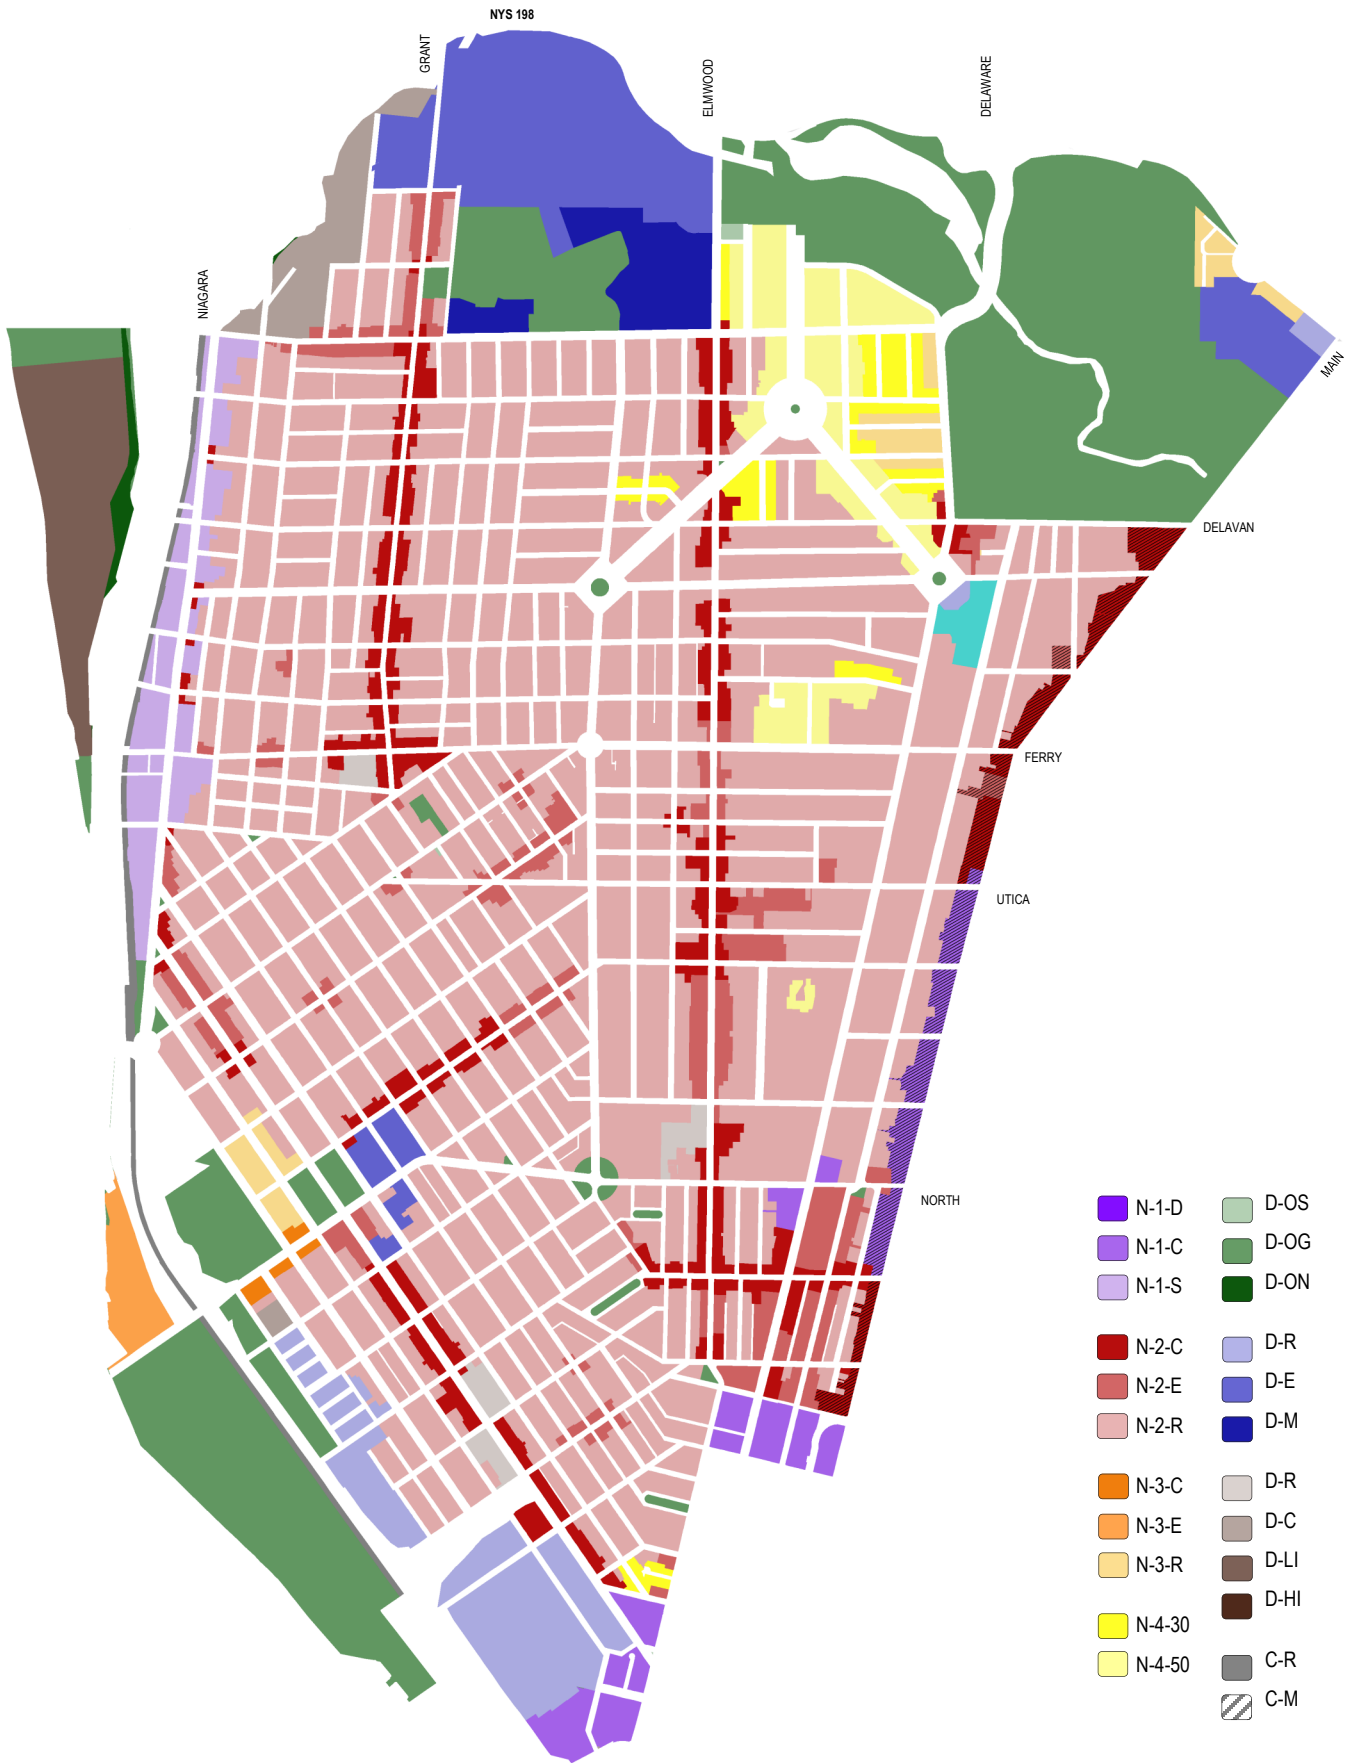 NYS 198
GRANT
ELMWOOD
DELAWARE
NIAGARA
MAIN
DELAVAN
FERRY
UTICA
NORTH
N-1-D
N-1-C
N-1-S
N-2-C
N-2-E
N-2-R
N-3-C
N-3-E
N-3-R
N-4-30
N-4-50
D-OS
D-OG
D-ON
D-R
D-E
D-M
D-R
D-C
D-LI
D-HI
C-R
C-M